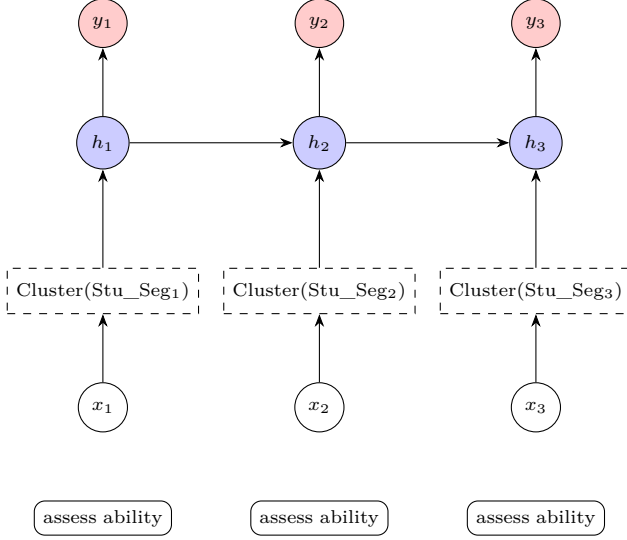 y₁ y₂ y₃
h₁ h₂ h₃
Cluster(Stu_Seg₁) Cluster(Stu_Seg₂) Cluster(Stu_Seg₃)
x₁ x₂ x₃
assess ability assess ability assess ability